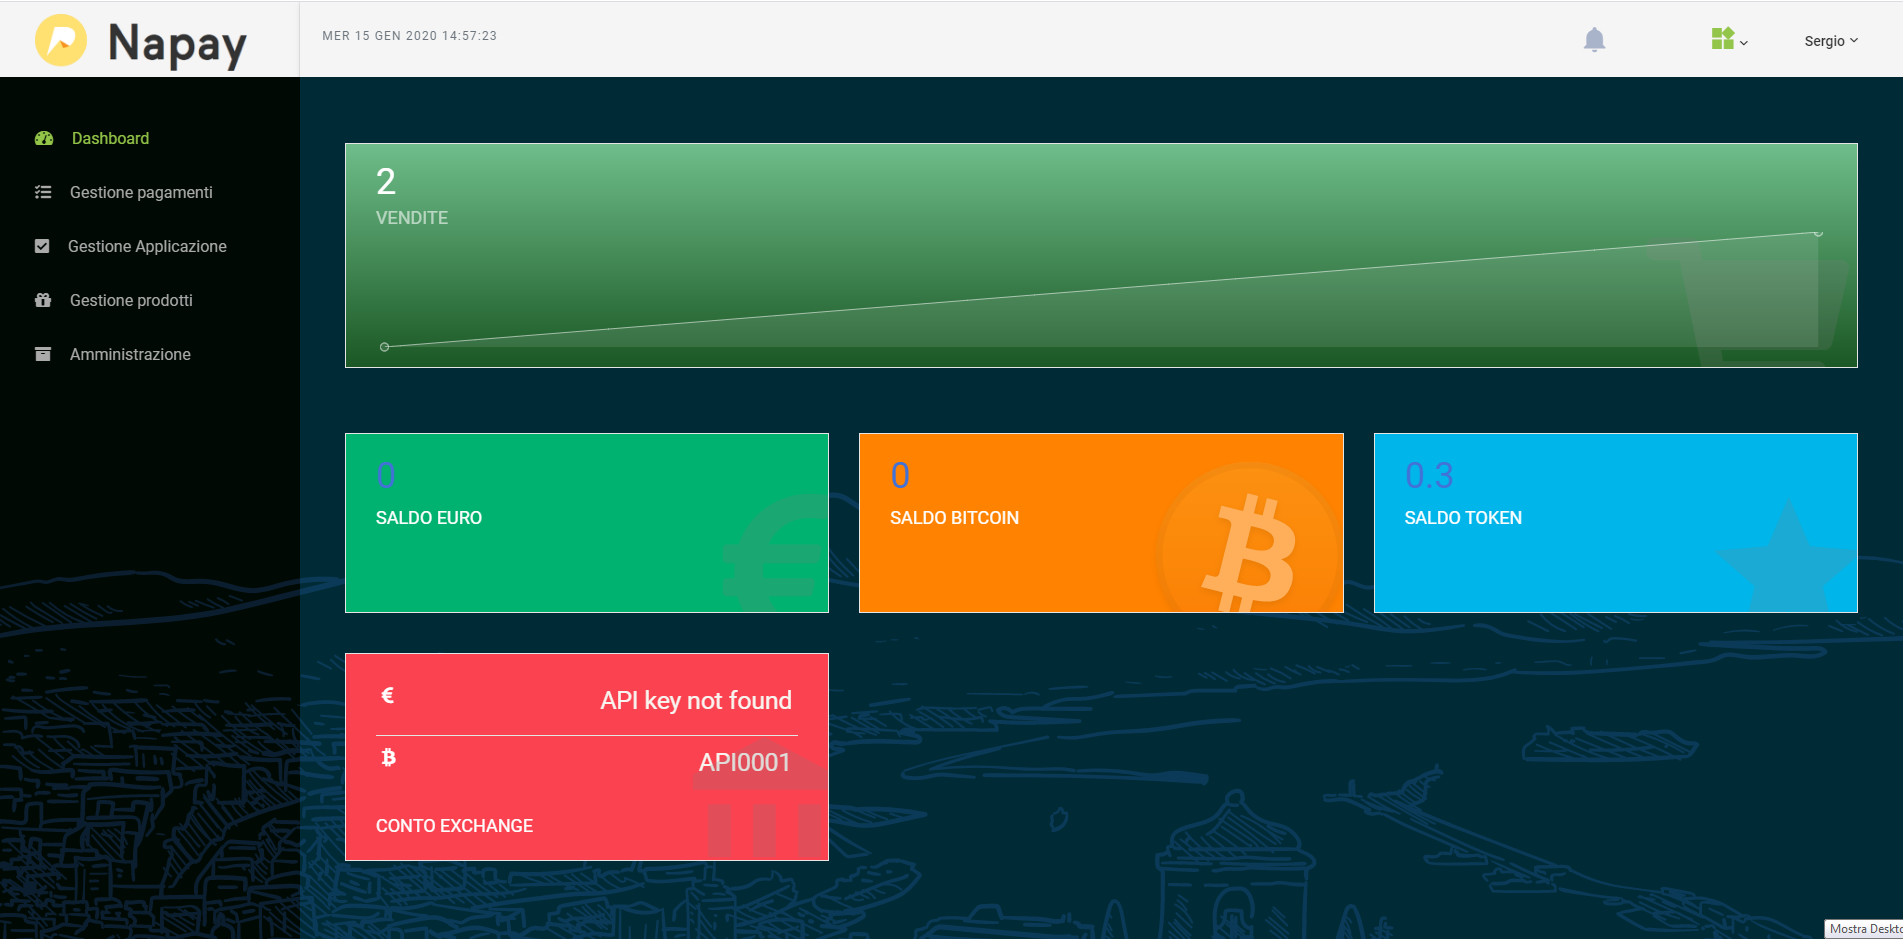 Napay
MER 15 GEN 2020 14:57:23
Sergio
Dashboard
Gestione pagamenti
Gestione Applicazione
Gestione prodotti
Amministrazione
2
VENDITE
0
SALDO EURO
0
SALDO BITCOIN
0.3
SALDO TOKEN
€
API key not found
API0001
CONTO EXCHANGE
Mostra Deskto